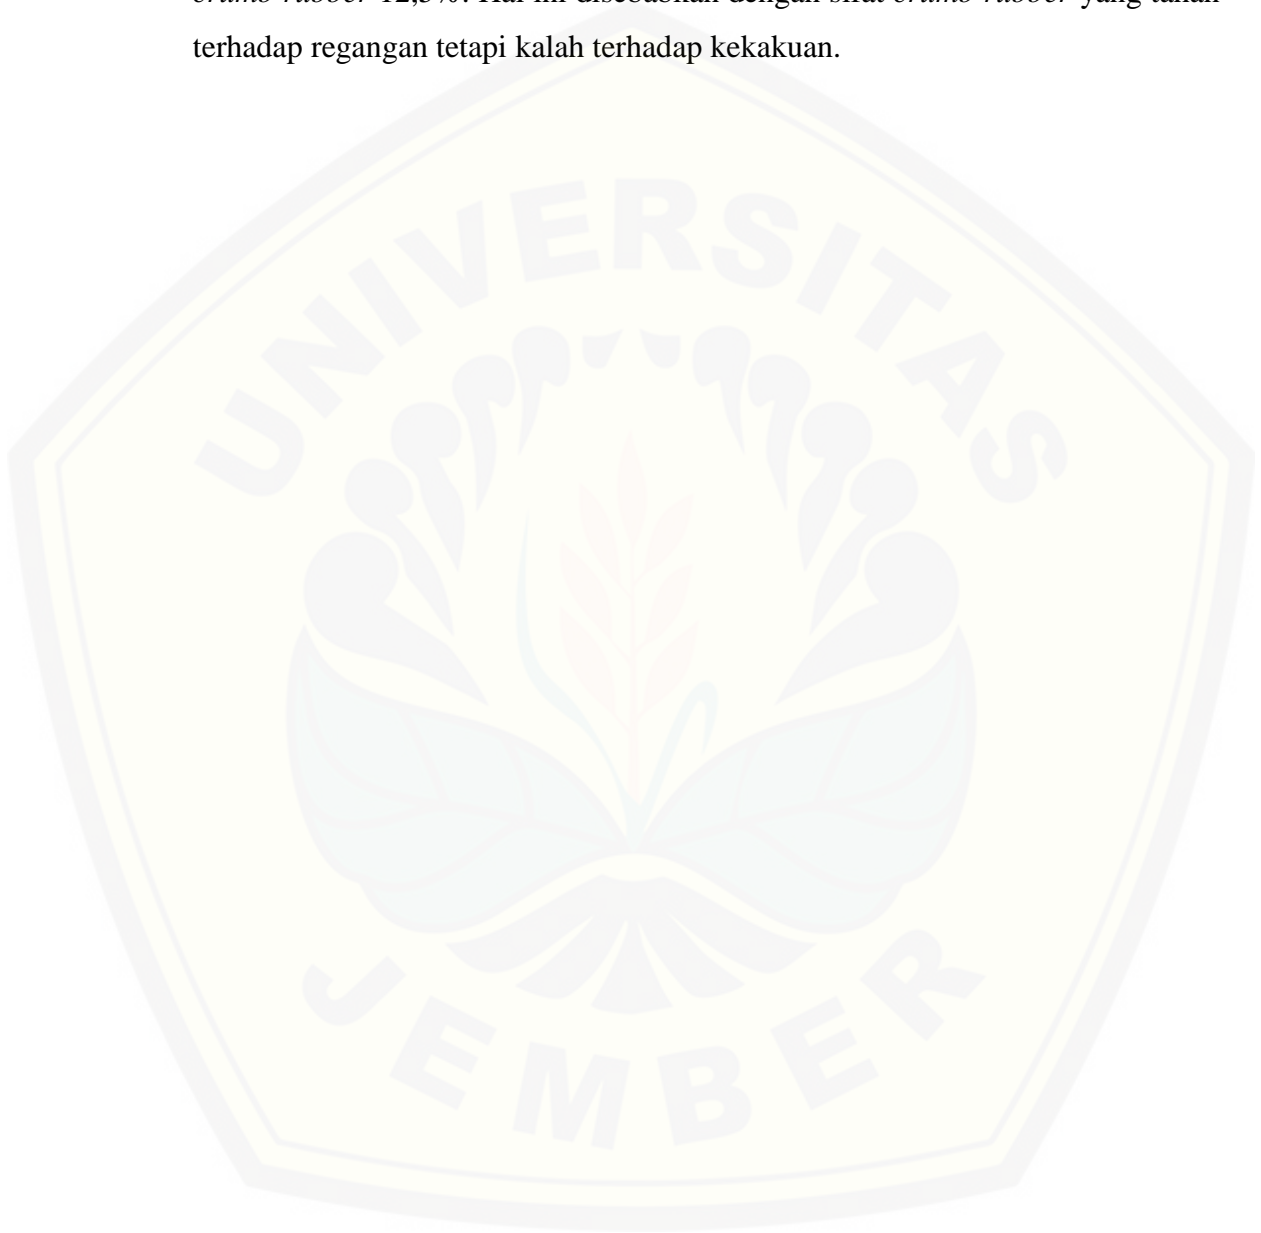 crumb rubber 12,5%. Hal ini disebabkan dengan sifat crumb rubber yang tahan
terhadap regangan tetapi kalah terhadap kekakuan.
UNIVERSITAS
JEMBER